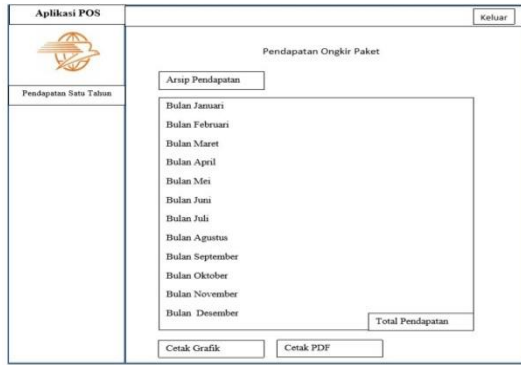 Aplikasi POS
Keluar
Pendapatan Satu Tahun
Pendapatan Ongkir Paket
Arsip Pendapatan
Bulan Januari
Bulan Februari
Bulan Maret
Bulan April
Bulan Mei
Bulan Juni
Bulan Juli
Bulan Agustus
Bulan September
Bulan Oktober
Bulan November
Bulan Desember
Total Pendapatan
Cetak Grafik
Cetak PDF